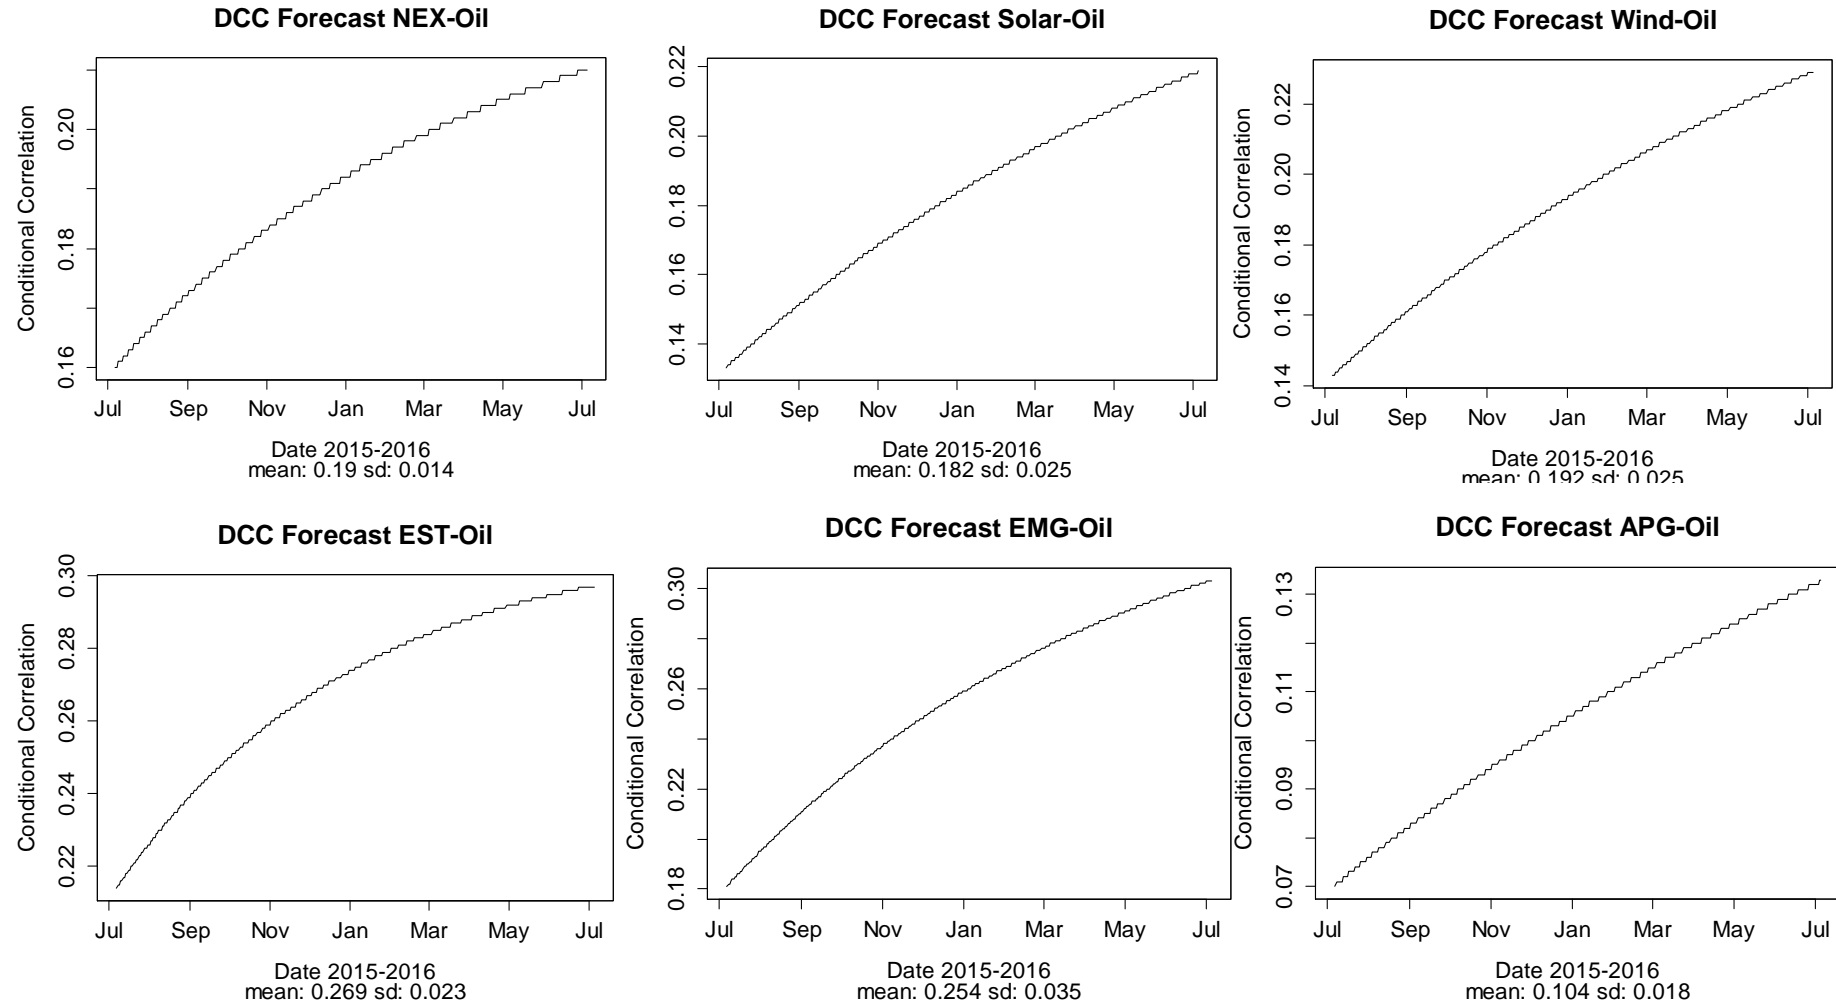 DCC Forecast NEX-Oil
Conditional Correlation
0.16 0.18 0.20
Jul Sep Nov Jan Mar May Jul
Date 2015-2016
mean: 0.19 sd: 0.014
DCC Forecast Solar-Oil
0.14 0.16 0.18 0.20 0.22
Jul Sep Nov Jan Mar May Jul
Date 2015-2016
mean: 0.182 sd: 0.025
DCC Forecast Wind-Oil
Conditional Correlation
0.14 0.16 0.18 0.20 0.22
Jul Sep Nov Jan Mar May Jul
Date 2015-2016
mean: 0.192 sd: 0.025
DCC Forecast EST-Oil
Conditional Correlation
0.22 0.24 0.26 0.28 0.30
Jul Sep Nov Jan Mar May Jul
Date 2015-2016
mean: 0.269 sd: 0.023
DCC Forecast EMG-Oil
Conditional Correlation
0.18 0.22 0.26 0.30
Jul Sep Nov Jan Mar May Jul
Date 2015-2016
mean: 0.254 sd: 0.035
DCC Forecast APG-Oil
Conditional Correlation
0.07 0.09 0.11 0.13
Jul Sep Nov Jan Mar May Jul
Date 2015-2016
mean: 0.104 sd: 0.018